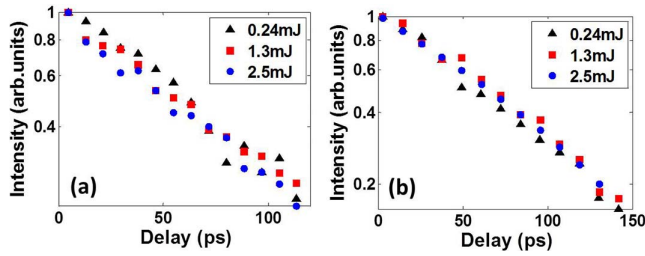 1
0.8
0.6
0.4
Intensity (arb.units)
0.24mJ
1.3mJ
2.5mJ
(a)
0 50 100
Delay (ps)
1
0.8
0.6
0.4
0.2
Intensity (arb.units)
0.24mJ
1.3mJ
2.5mJ
(b)
0 50 100 150
Delay (ps)